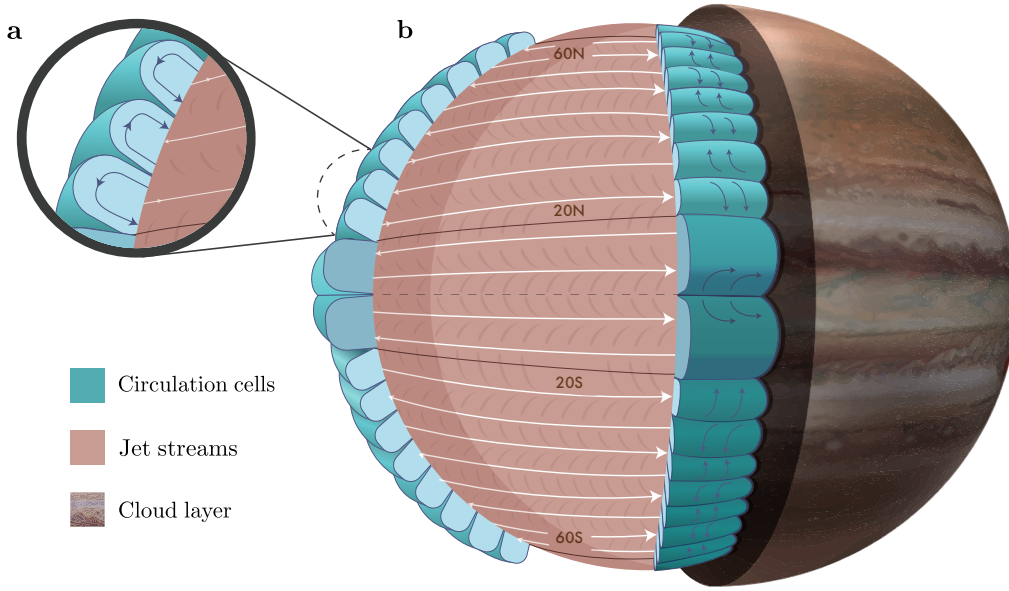 a
b
60N
20N
20S
60S
Circulation cells
Jet streams
Cloud layer